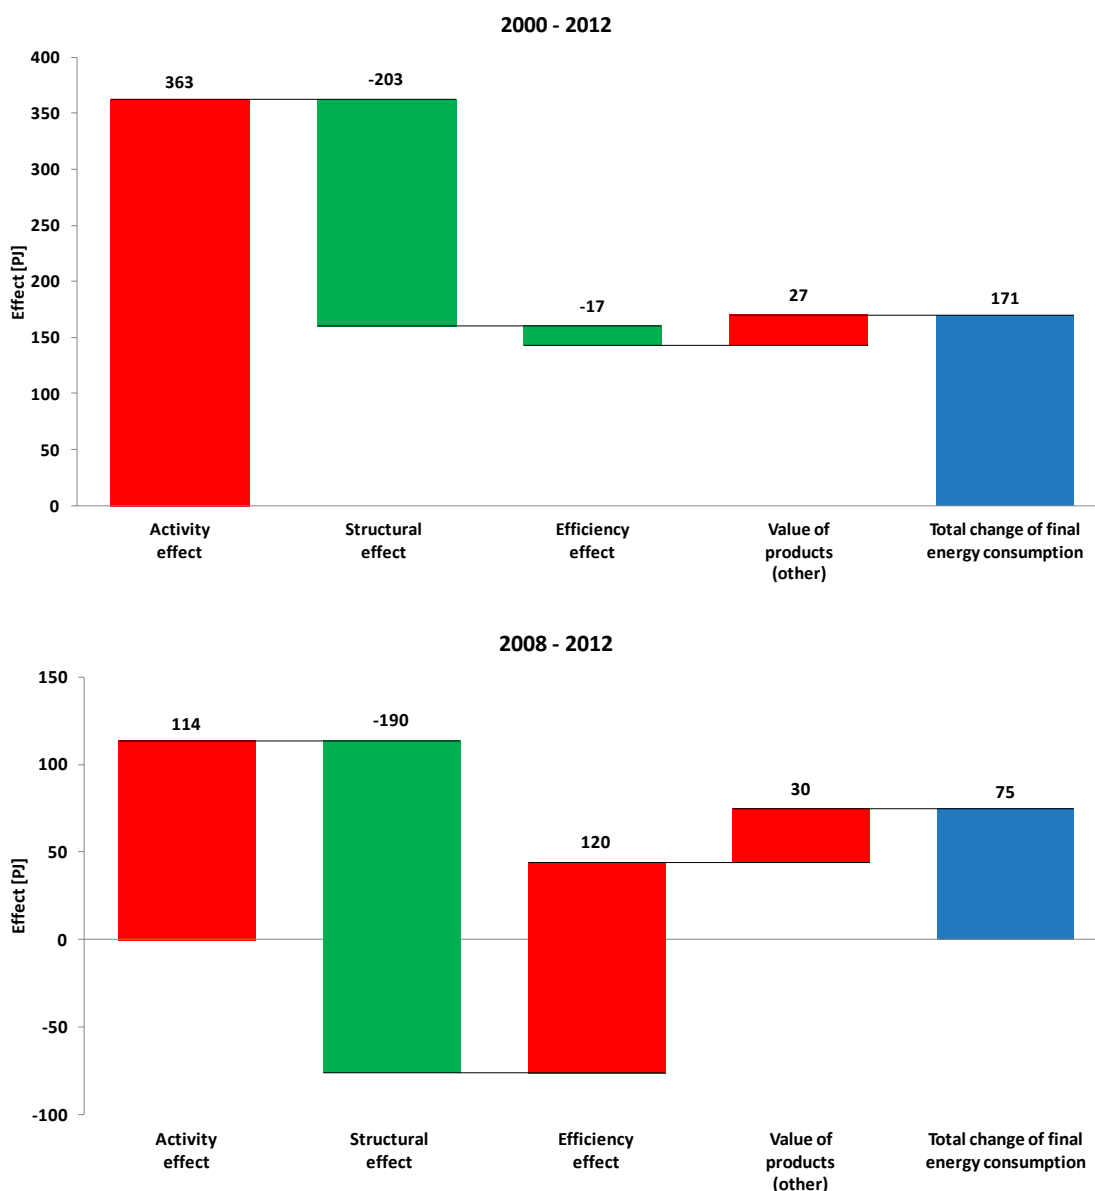 2000 - 2012
400
350
300
250
200
150
100
50
0
Effect [PJ]
363
-203
-17
27
171
Activity
effect
Structural
effect
Efficiency
effect
Value of
products
(other)
Total change of final
energy consumption
2008 - 2012
150
100
50
0
-50
-100
Effect [PJ]
114
-190
120
30
75
Activity
effect
Structural
effect
Efficiency
effect
Value of
products
(other)
Total change of final
energy consumption